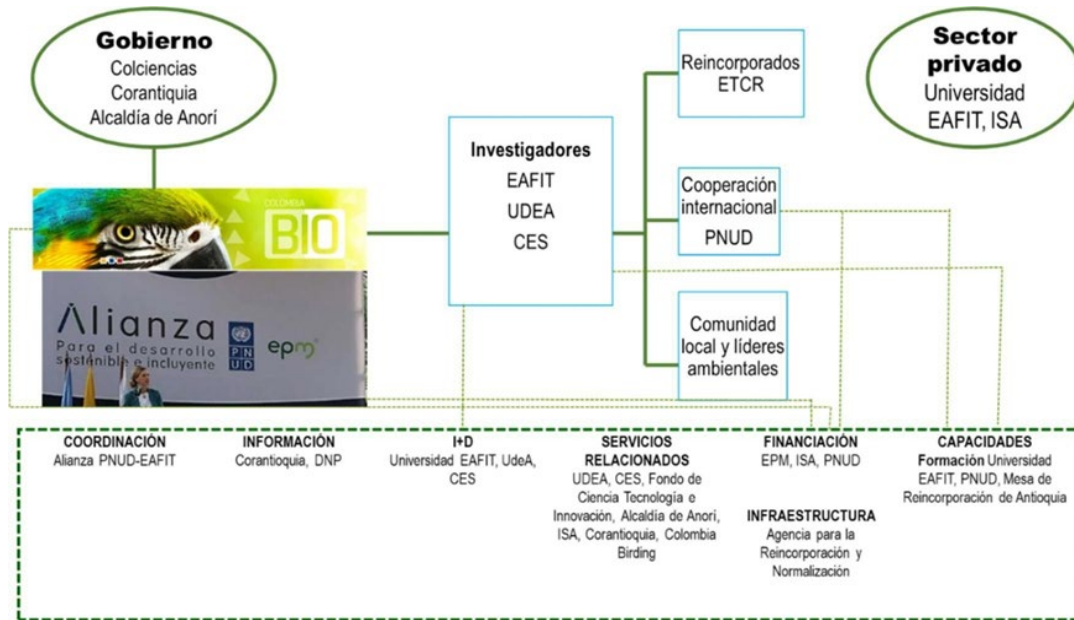 Gobierno
Colciencias
Corantiquia
Alcaldía de Anorí
Reincorporados
ETCR
Sector
privado
Universidad
EAFIT, ISA
Investigadores
EAFIT
UDEA
CES
Cooperación
internacional
PNUD
COLOMBIA
BIO
Alianza
Para el desarrollo
sostenible e incluyente
PN
UD
epm
Comunidad
local y líderes
ambientales
COORDINACIÓN
Alianza PNUD-EAFIT
INFORMACIÓN
Corantioquia, DNP
I+D
Universidad EAFIT, UdeA,
CES
SERVICIOS
RELACIONADOS
UDEA, CES, Fondo de
Ciencia Tecnología e
Innovación, Alcaldía de Anorí,
ISA, Corantioquia, Colombia
Birding
FINANCIACIÓN
EPM, ISA, PNUD
INFRAESTRUCTURA
Agencia para la
Reincorporación y
Normalización
CAPACIDADES
Formación Universidad
EAFIT, PNUD, Mesa de
Reincorporación de Antioquia